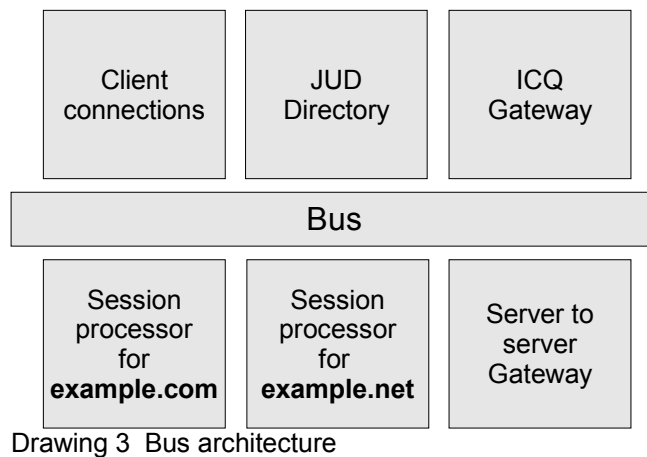 Client
connections
JUD
Directory
ICQ
Gateway
Bus
Session
processor
for
example.com
Session
processor
for
example.net
Server to
server
Gateway
Drawing 3 Bus architecture